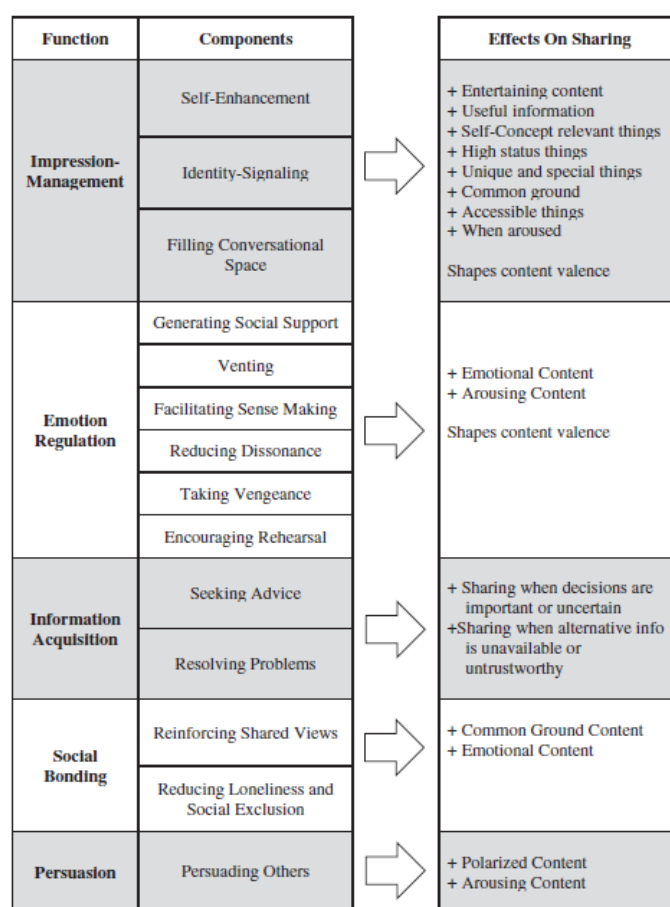 Function
Components
Effects On Sharing
Impression-
Management
Self-Enhancement
Identity-Signaling
Filling Conversational
Space
+ Entertaining content
+ Useful information
+ Self-Concept relevant things
+ High status things
+ Unique and special things
+ Common ground
+ Accessible things
+ When aroused
Shapes content valence
Emotion
Regulation
Generating Social Support
Venting
Facilitating Sense Making
Reducing Dissonance
Taking Vengeance
Encouraging Rehearsal
+ Emotional Content
+ Arousing Content
Shapes content valence
Information
Acquisition
Seeking Advice
Resolving Problems
+ Sharing when decisions are
important or uncertain
+Sharing when alternative info
is unavailable or
untrustworthy
Social
Bonding
Reinforcing Shared Views
Reducing Loneliness and
Social Exclusion
+ Common Ground Content
+ Emotional Content
Persuasion
Persuading Others
+ Polarized Content
+ Arousing Content